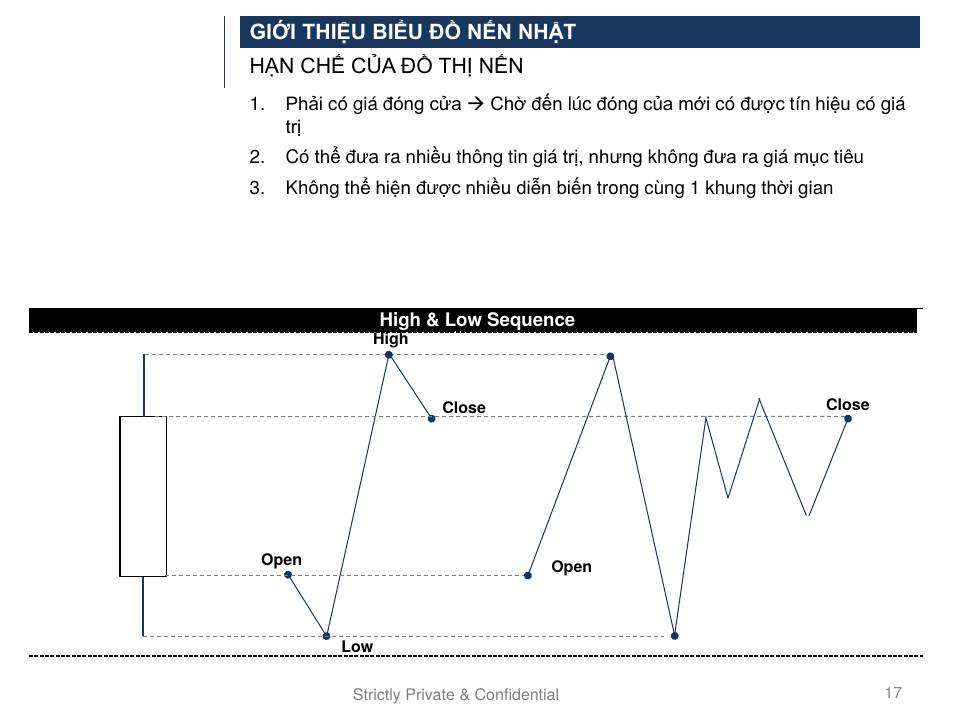 GIỚI THIỆU BIỂU ĐỒ NẾN NHẬT
HẠN CHẾ CỦA ĐỒ THỊ NẾN
1. Phải có giá đóng cửa → Chờ đến lúc đóng của mới có được tín hiệu có giá
trị
2. Có thể đưa ra nhiều thông tin giá trị, nhưng không đưa ra giá mục tiêu
3. Không thể hiện được nhiều diễn biến trong cùng 1 khung thời gian
High & Low Sequence
High
Close
Close
Open
Open
Low
Strictly Private & Confidential
17